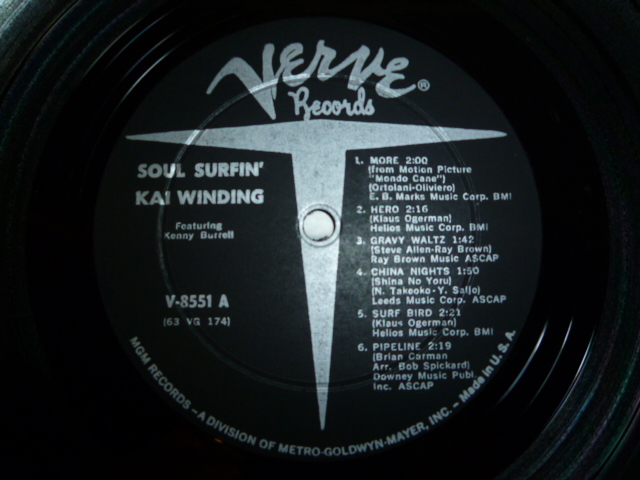 Verve ®
Records
SOUL SURFIN'
KAI WINDING
Featuring
Kenny Burrell
V-8551 A
(63 VG 174)
1. MORE 2:00
(from Motion Picture
"Mondo Cane")
(Ortolani-Oliviero)
E. B. Marks Music Corp. BMI
2. HERO 2:16
(Klaus Ogerman)
Helios Music Corp. BMI
3. GRAVY WALTZ 1:42
(Steve Allen-Ray Brown)
Ray Brown Music ASCAP
4. CHINA NIGHTS 1:50
(Shina No Yoru)
(N. Takeoko-Y. Saijo)
Leeds Music Corp. ASCAP
5. SURF BIRD 2:21
(Klaus Ogerman)
Helios Music Corp. BMI
6. PIPELINE 2:19
(Brian Carman
Arr. Bob Spickard)
Downey Music Publ.
Inc. ASCAP
MGM RECORDS – A DIVISION OF METRO-GOLDWYN-MAYER, INC. – Made in U. S. A.